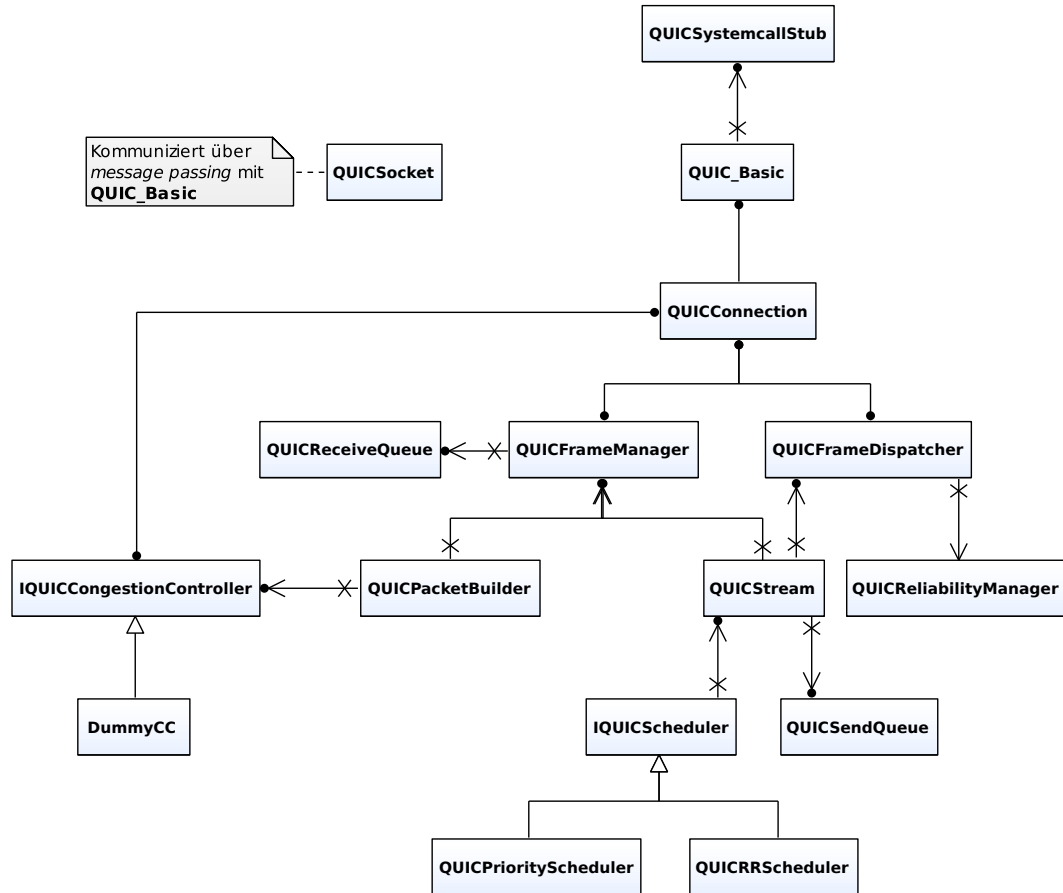 QUICSystemcallStub
Kommuniziert über
message passing mit
QUIC_Basic
QUICSocket
QUIC_Basic
QUICConnection
QUICReceiveQueue
QUICFrameManager
QUICFrameDispatcher
IQUICCongestionController
QUICPacketBuilder
QUICStream
QUICReliabilityManager
DummyCC
IQUICScheduler
QUICSendQueue
QUICPriorityScheduler
QUICRRScheduler